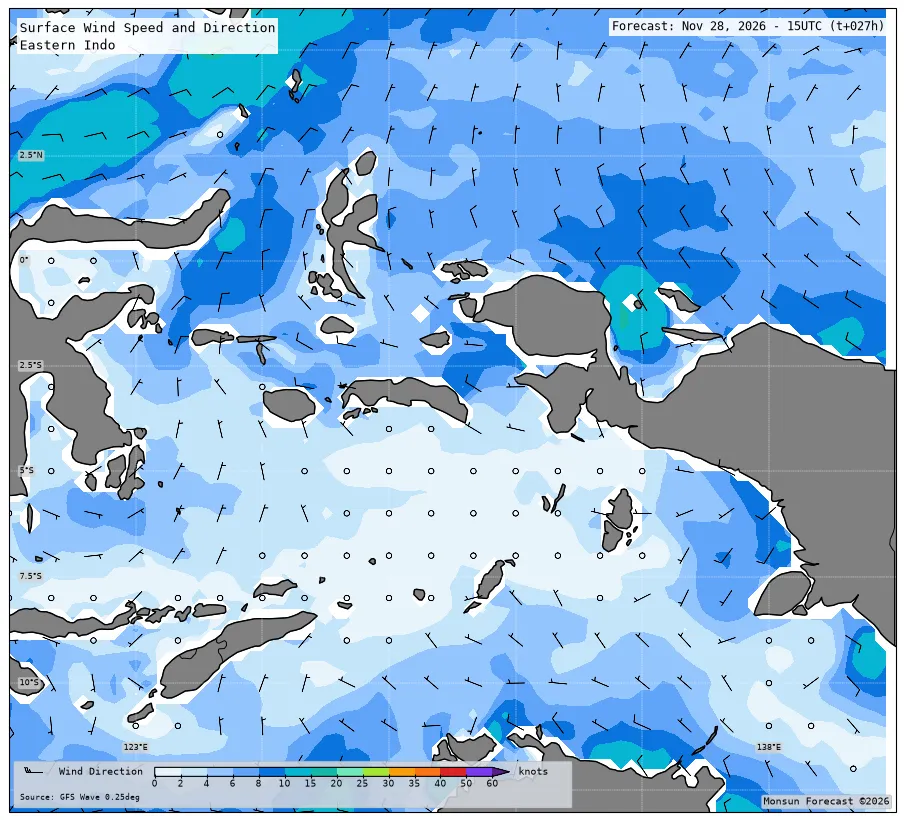 Surface Wind Speed and Direction
Eastern Indo
Forecast: Nov 28, 2026 - 15UTC (t+027h)
2.5°N
0°
2.5°S
5°S
7.5°S
10°S
123°E
138°E
Wind Direction
knots
0 2 4 6 8 10 15 20 30 35 40 50 60
Source: GFS Wave 0.25deg
Monsun Forecast ©2026